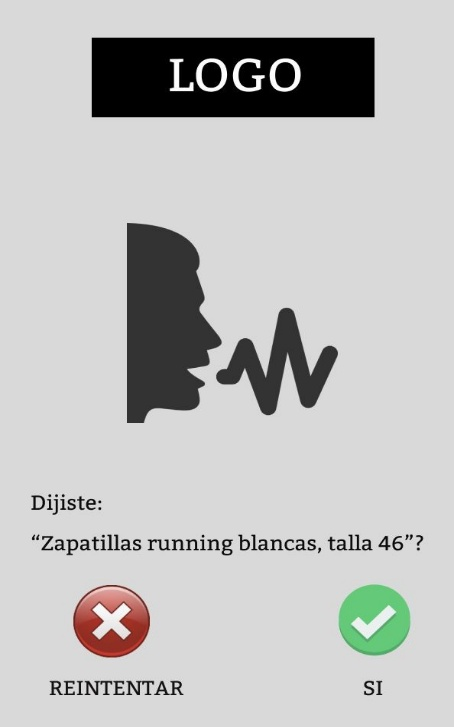 LOGO
Dijiste:
“Zapatillas running blancas, talla 46”?
REINTENTAR
SI